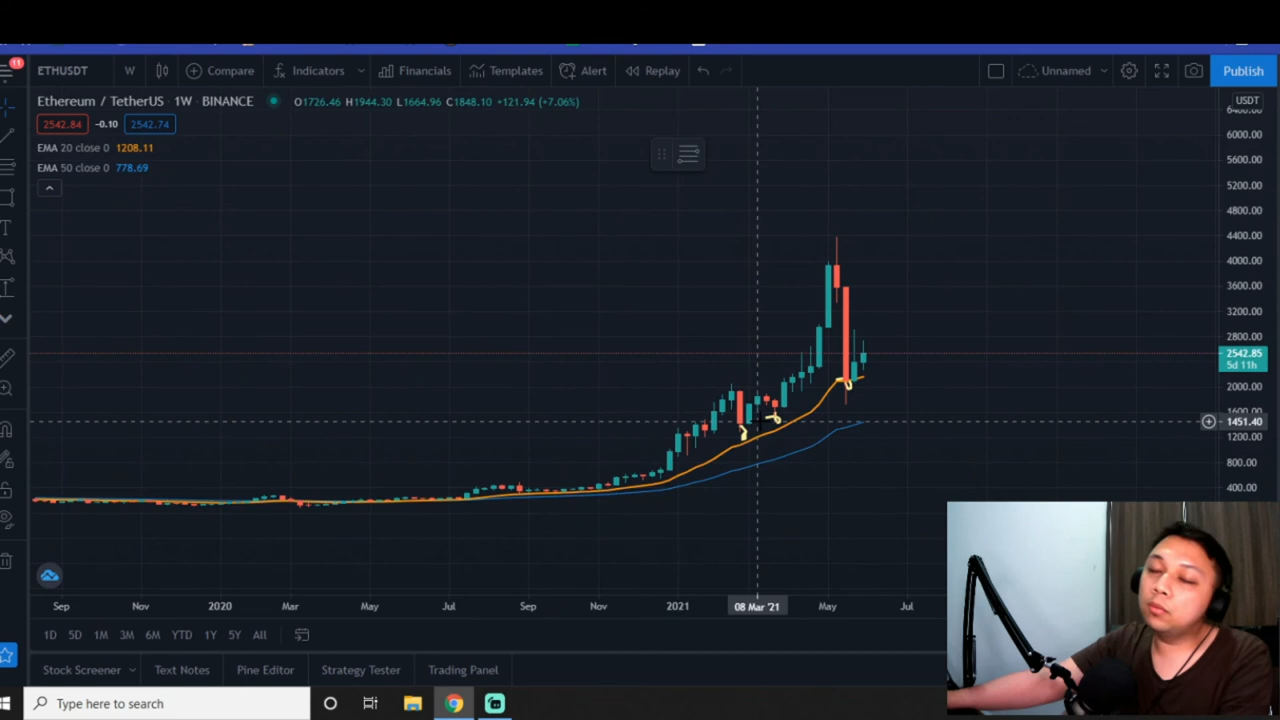 11
ETHUSDT W Compare Indicators Financials Templates Alert Replay Unnamed Publish
Ethereum / TetherUS · 1W · BINANCE O1726.46 H1944.30 L1664.96 C1848.10 +121.94 (+7.06%)
USDT
2542.84 -0.10 2542.74
EMA 20 close 0 1208.11
EMA 50 close 0 778.69
6400.00
6000.00
5600.00
5200.00
4800.00
4400.00
4000.00
3600.00
3200.00
2800.00
2542.85
5d 11h
2000.00
1600.00
1451.40
1200.00
800.00
400.00
Sep Nov 2020 Mar May Jul Sep Nov 2021 08 Mar '21 May Jul
1D 5D 1M 3M 6M YTD 1Y 5Y All
Stock Screener Text Notes Pine Editor Strategy Tester Trading Panel
Type here to search